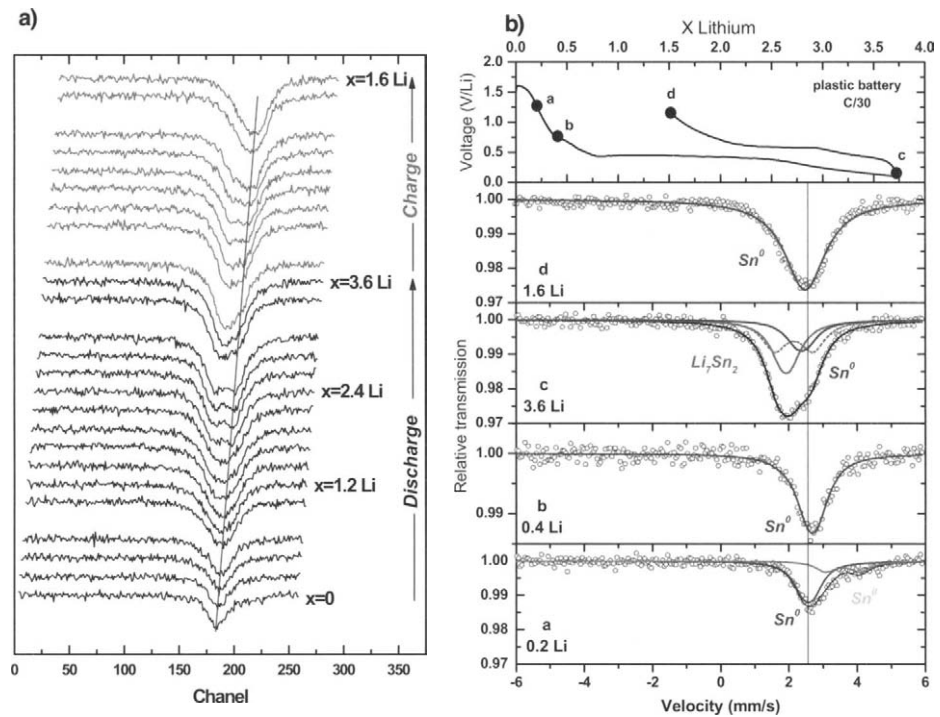 a)
x=1.6 Li
Charge
x=3.6 Li
x=2.4 Li
Discharge
x=1.2 Li
x=0
0 50 100 150 200 250 300 350
Chanel
b)
X Lithium
0.0 0.5 1.0 1.5 2.0 2.5 3.0 3.5 4.0
2.0
1.5
1.0
0.5
0.0
Voltage (V/Li)
a
b
d
c
plastic battery
C/30
1.00
0.99
0.98
0.97
Sn⁰
d
1.6 Li
1.00
0.99
0.98
0.97
Li₇Sn₂
Sn⁰
c
3.6 Li
Relative transmission
1.00
0.99
Sn⁰
b
0.4 Li
1.00
0.99
0.98
0.97
Sn⁰
a
0.2 Li
-6 -4 -2 0 2 4 6
Velocity (mm/s)